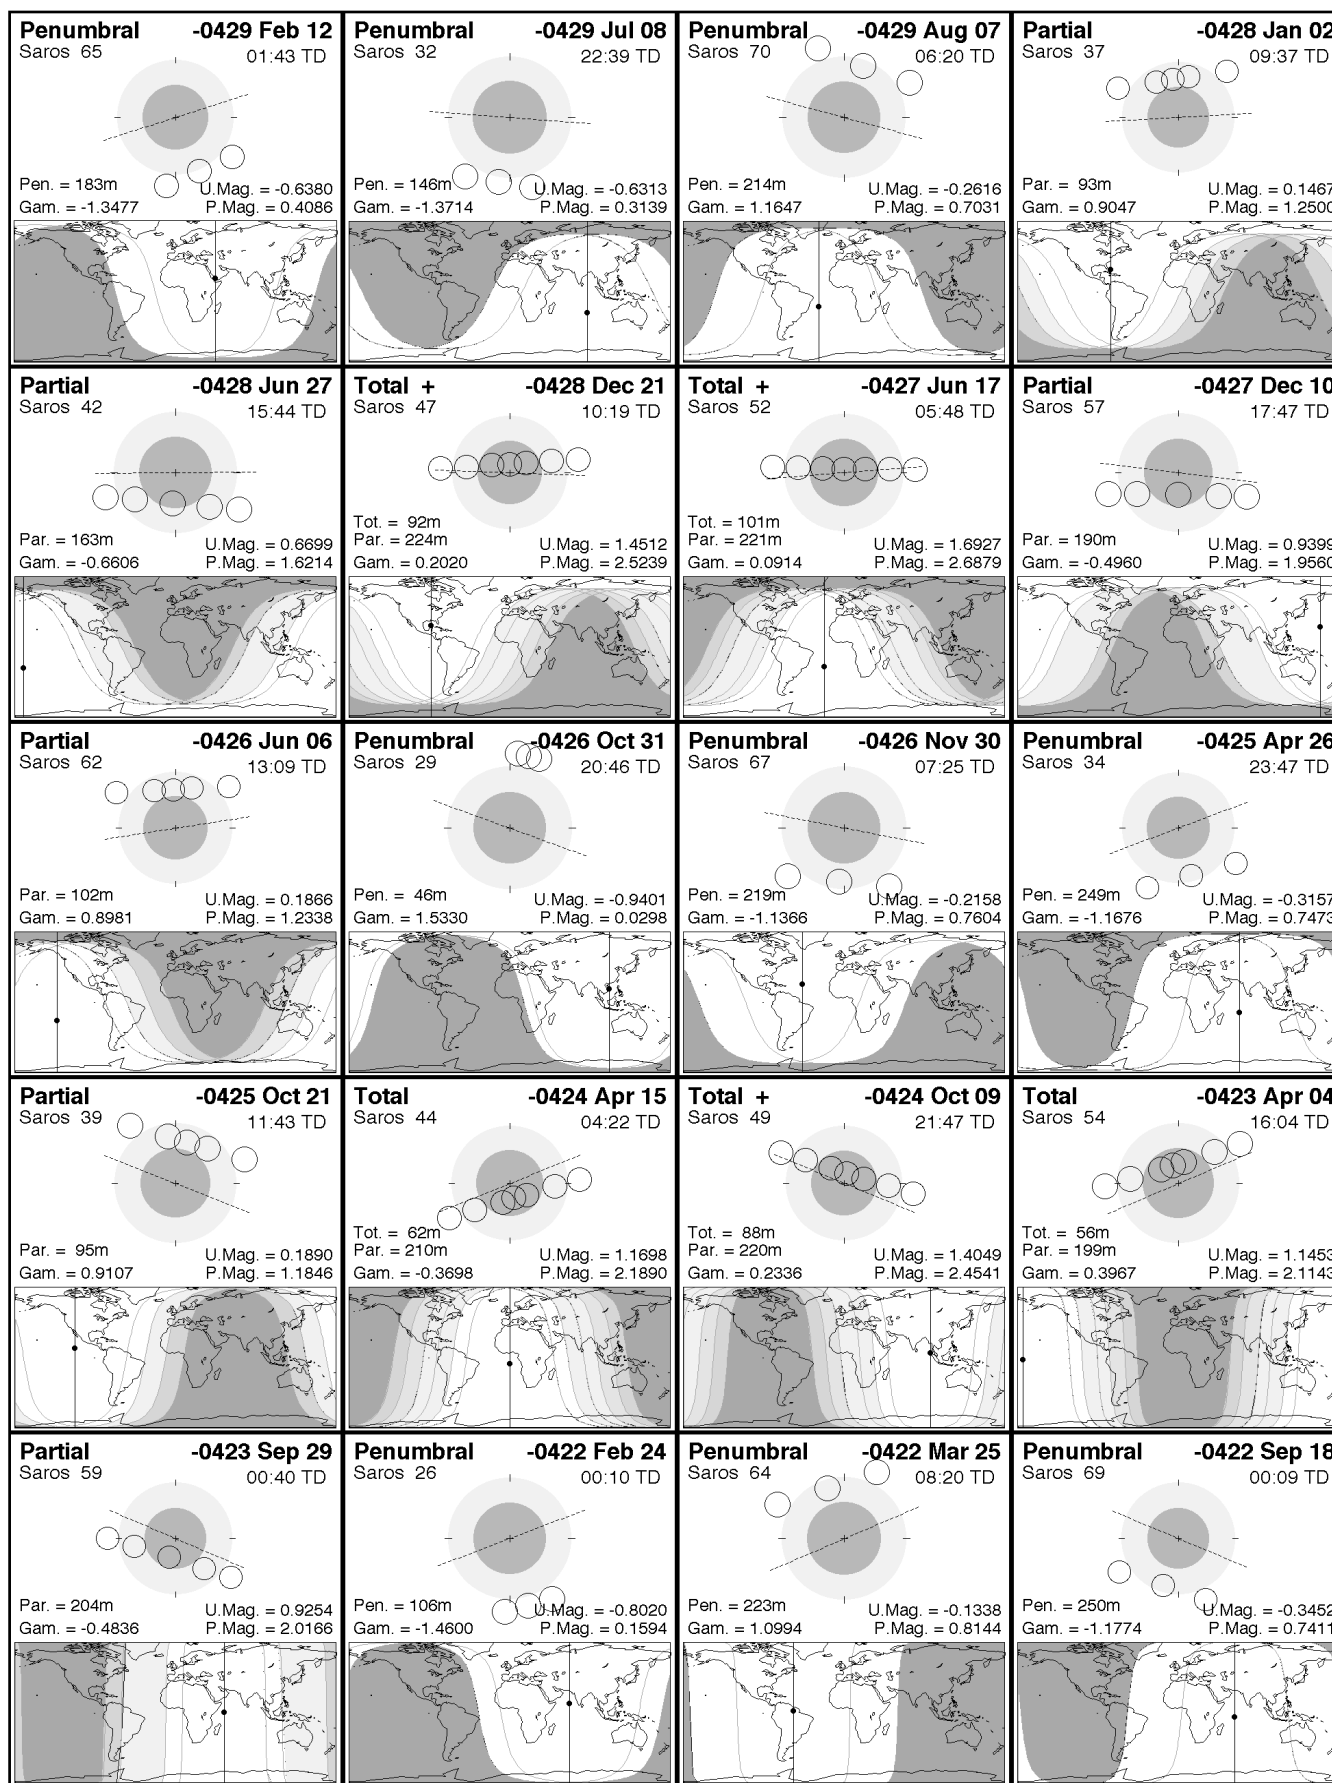 Penumbral -0429 Feb 12
Saros 65 01:43 TD
Pen. = 183m U.Mag. = -0.6380
Gam. = -1.3477 P.Mag. = 0.4086
Penumbral -0429 Jul 08
Saros 32 22:39 TD
Pen. = 146m U.Mag. = -0.6313
Gam. = -1.3714 P.Mag. = 0.3139
Penumbral -0429 Aug 07
Saros 70 06:20 TD
Pen. = 214m U.Mag. = -0.2616
Gam. = 1.1647 P.Mag. = 0.7031
Partial -0428 Jan 02
Saros 37 09:37 TD
Par. = 93m U.Mag. = 0.1467
Gam. = 0.9047 P.Mag. = 1.2500
Partial -0428 Jun 27
Saros 42 15:44 TD
Par. = 163m U.Mag. = 0.6699
Gam. = -0.6606 P.Mag. = 1.6214
Total + -0428 Dec 21
Saros 47 10:19 TD
Tot. = 92m
Par. = 224m U.Mag. = 1.4512
Gam. = 0.2020 P.Mag. = 2.5239
Total + -0427 Jun 17
Saros 52 05:48 TD
Tot. = 101m
Par. = 221m U.Mag. = 1.6927
Gam. = 0.0914 P.Mag. = 2.6879
Partial -0427 Dec 10
Saros 57 17:47 TD
Par. = 190m U.Mag. = 0.9399
Gam. = -0.4960 P.Mag. = 1.9560
Partial -0426 Jun 06
Saros 62 13:09 TD
Par. = 102m U.Mag. = 0.1866
Gam. = 0.8981 P.Mag. = 1.2338
Penumbral -0426 Oct 31
Saros 29 20:46 TD
Pen. = 46m U.Mag. = -0.9401
Gam. = 1.5330 P.Mag. = 0.0298
Penumbral -0426 Nov 30
Saros 67 07:25 TD
Pen. = 219m U.Mag. = -0.2158
Gam. = -1.1366 P.Mag. = 0.7604
Penumbral -0425 Apr 26
Saros 34 23:47 TD
Pen. = 249m U.Mag. = -0.3157
Gam. = -1.1676 P.Mag. = 0.7473
Partial -0425 Oct 21
Saros 39 11:43 TD
Par. = 95m U.Mag. = 0.1890
Gam. = 0.9107 P.Mag. = 1.1846
Total -0424 Apr 15
Saros 44 04:22 TD
Tot. = 62m
Par. = 210m U.Mag. = 1.1698
Gam. = -0.3698 P.Mag. = 2.1890
Total + -0424 Oct 09
Saros 49 21:47 TD
Tot. = 88m
Par. = 220m U.Mag. = 1.4049
Gam. = 0.2336 P.Mag. = 2.4541
Total -0423 Apr 04
Saros 54 16:04 TD
Tot. = 56m
Par. = 199m U.Mag. = 1.1453
Gam. = 0.3967 P.Mag. = 2.1143
Partial -0423 Sep 29
Saros 59 00:40 TD
Par. = 204m U.Mag. = 0.9254
Gam. = -0.4836 P.Mag. = 2.0166
Penumbral -0422 Feb 24
Saros 26 00:10 TD
Pen. = 106m U.Mag. = -0.8020
Gam. = -1.4600 P.Mag. = 0.1594
Penumbral -0422 Mar 25
Saros 64 08:20 TD
Pen. = 223m U.Mag. = -0.1338
Gam. = 1.0994 P.Mag. = 0.8144
Penumbral -0422 Sep 18
Saros 69 00:09 TD
Pen. = 250m U.Mag. = -0.3452
Gam. = -1.1774 P.Mag. = 0.7411